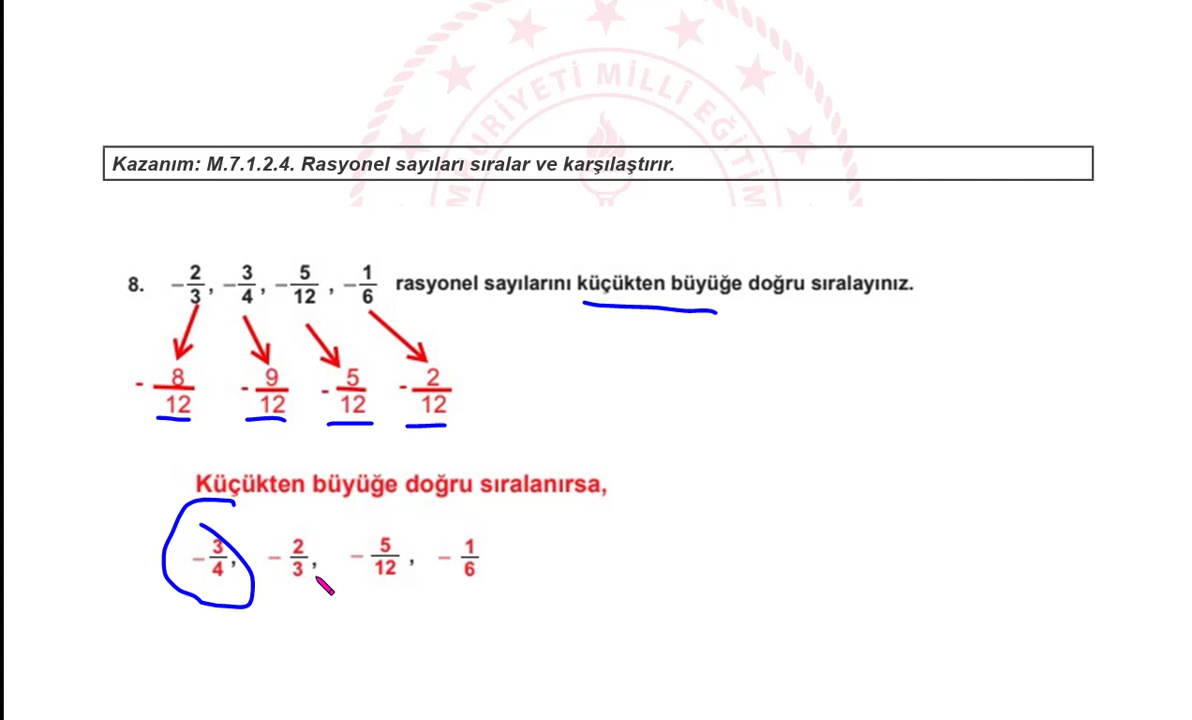 MHURİYETİ MİLLÎ EĞİTİM
Kazanım: M.7.1.2.4. Rasyonel sayıları sıralar ve karşılaştırır.
8. -2/3, -3/4, -5/12, -1/6 rasyonel sayılarını küçükten büyüğe doğru sıralayınız.
-8/12 -9/12 -5/12 -2/12
Küçükten büyüğe doğru sıralanırsa,
-3/4, -2/3, -5/12, -1/6